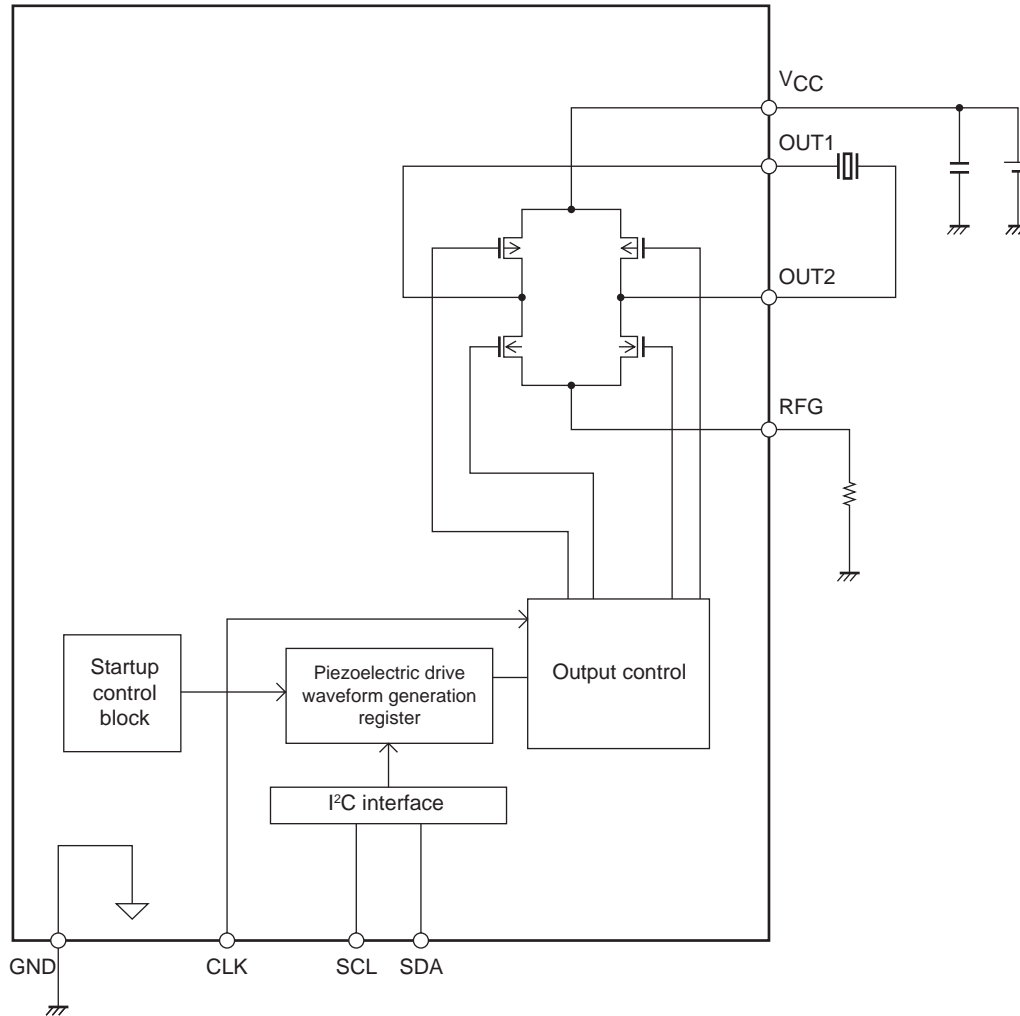 VCC
OUT1
OUT2
RFG
Startup
control
block
Piezoelectric drive
waveform generation
register
Output control
I²C interface
GND
CLK
SCL
SDA